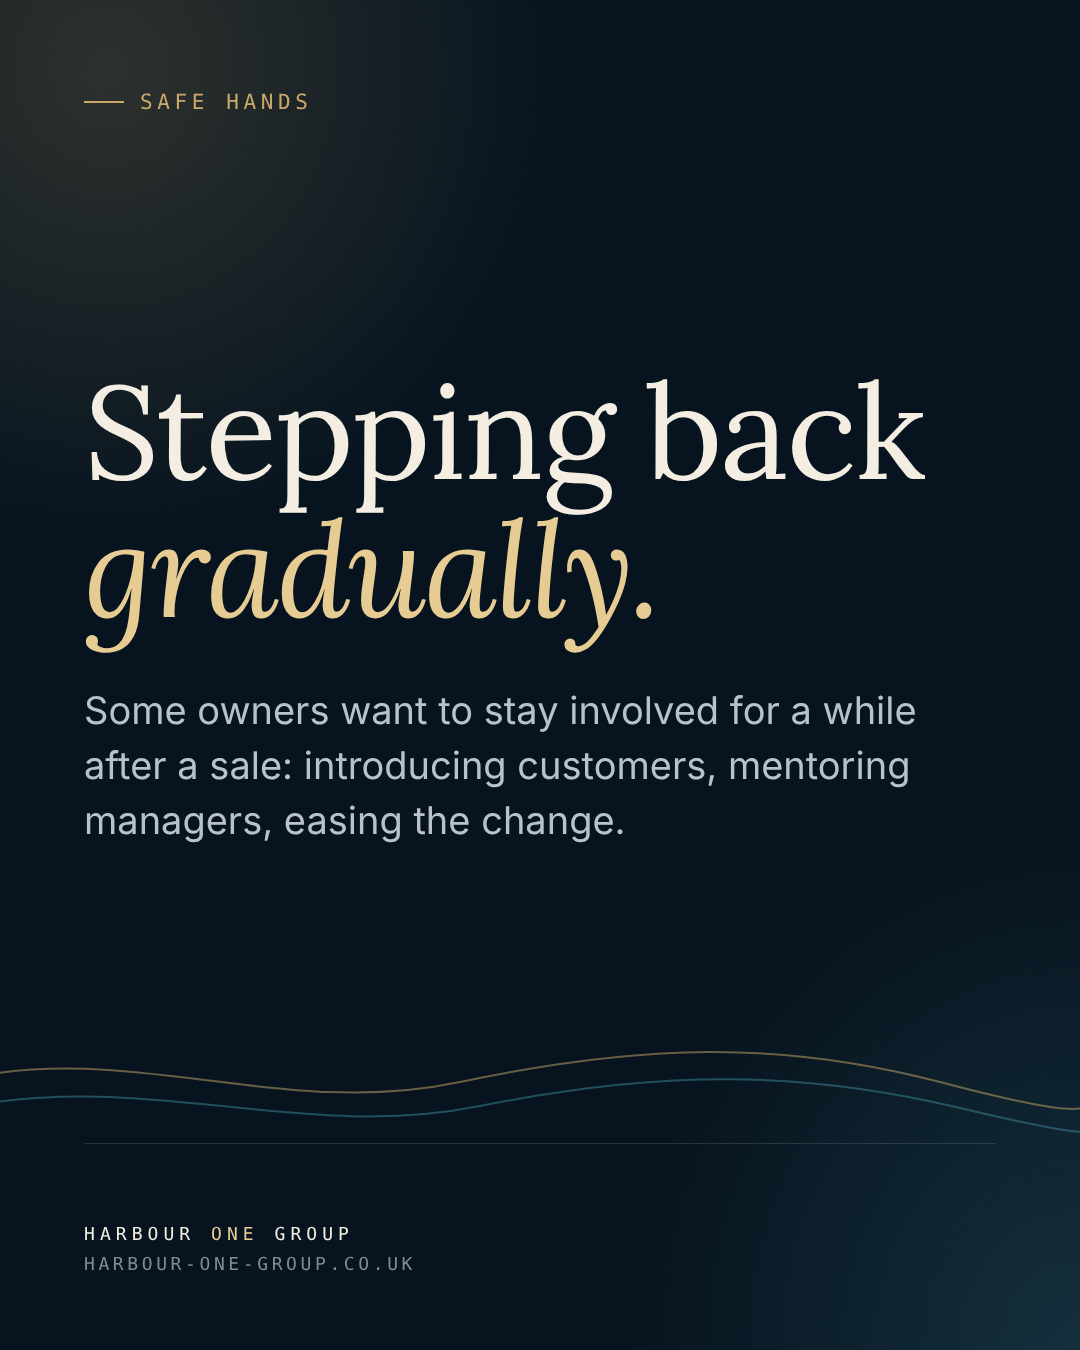 SAFE HANDS
Stepping back
gradually.
Some owners want to stay involved for a while
after a sale: introducing customers, mentoring
managers, easing the change.
HARBOUR ONE GROUP
HARBOUR-ONE-GROUP.CO.UK